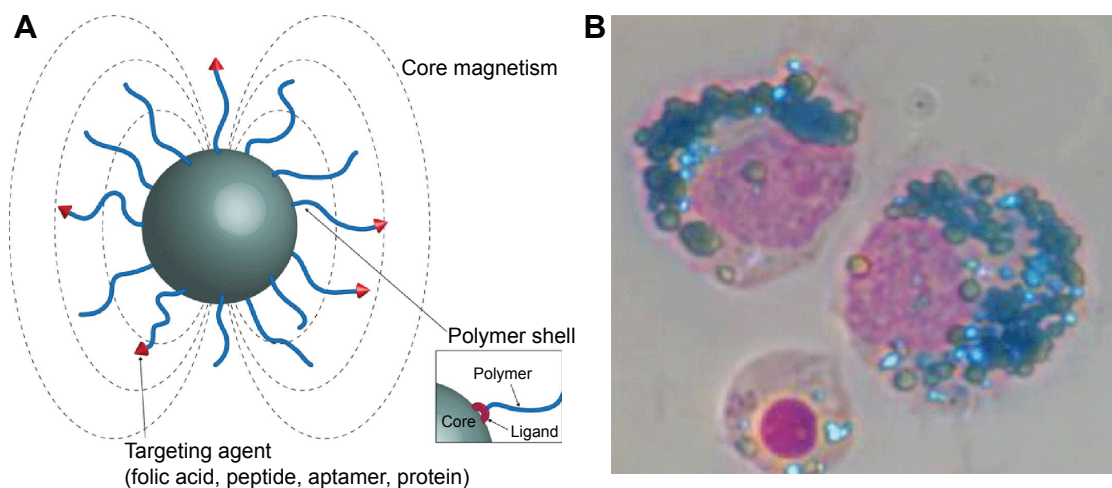 A
B
Core magnetism
Polymer shell
Polymer
Core
Ligand
Targeting agent
(folic acid, peptide, aptamer, protein)